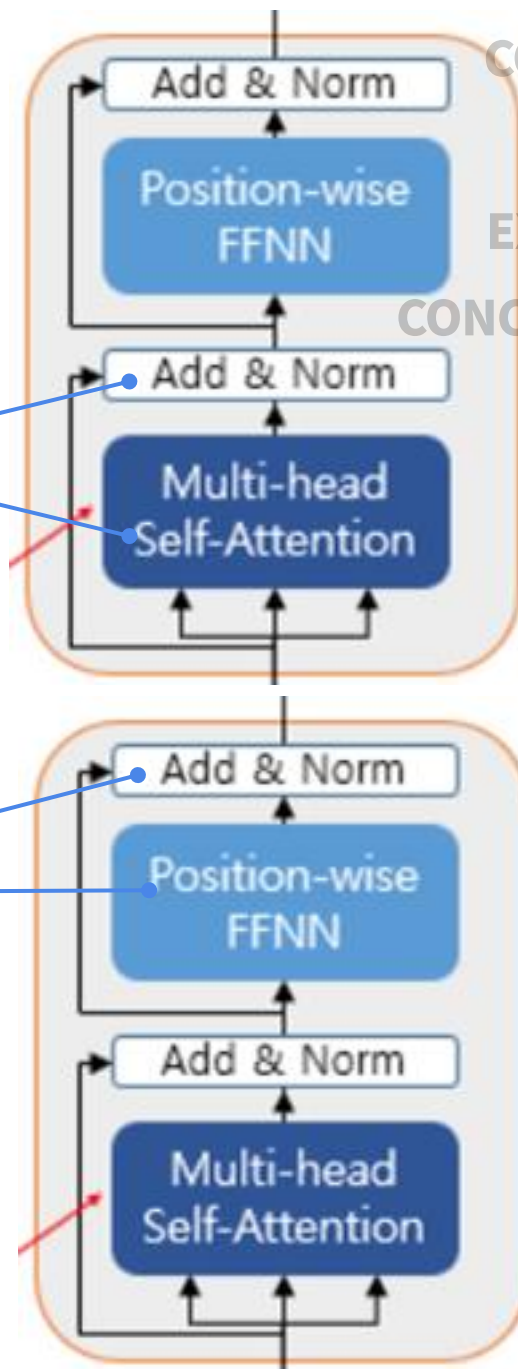 Add & Norm
Position-wise
FFNN
Add & Norm
Multi-head
Self-Attention
Add & Norm
Position-wise
FFNN
Add & Norm
Multi-head
Self-Attention